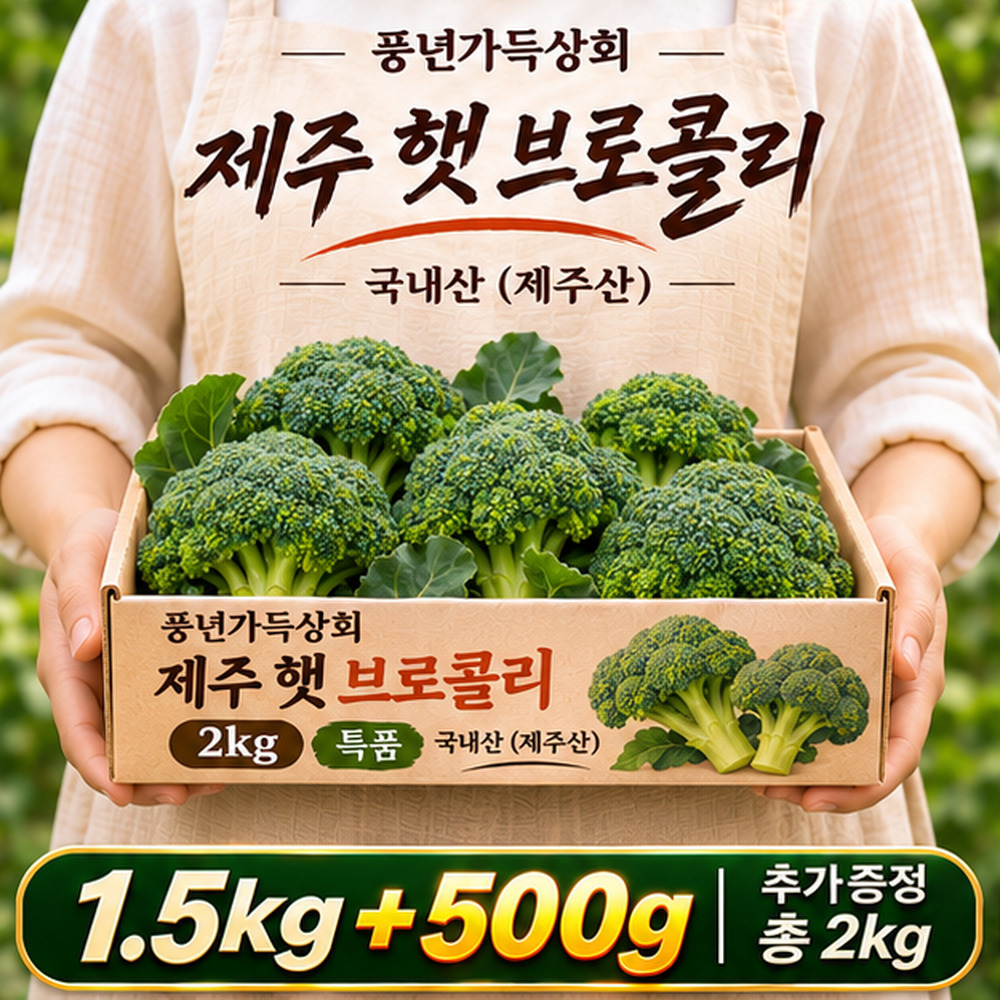 풍년가득상회
제주 햇 브로콜리
국내산 (제주산)
풍년가득상회
제주 햇 브로콜리
2kg 특품 국내산 (제주산)
1.5kg+500g
추가증정
총 2kg